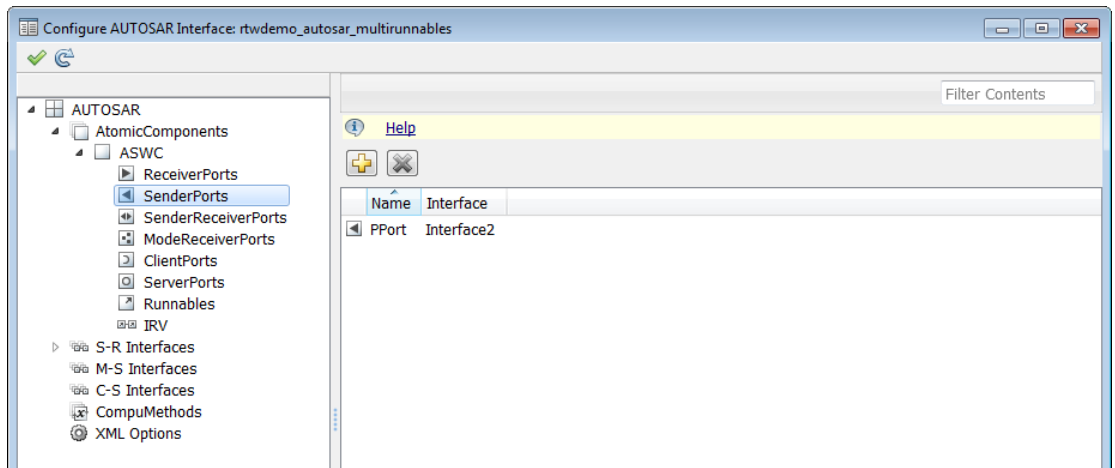 Configure AUTOSAR Interface: rtwdemo_autosar_multirunnables
Filter Contents
AUTOSAR
AtomicComponents
ASWC
ReceiverPorts
SenderPorts
SenderReceiverPorts
ModeReceiverPorts
ClientPorts
ServerPorts
Runnables
IRV
S-R Interfaces
M-S Interfaces
C-S Interfaces
CompuMethods
XML Options
Help
Name Interface
PPort Interface2